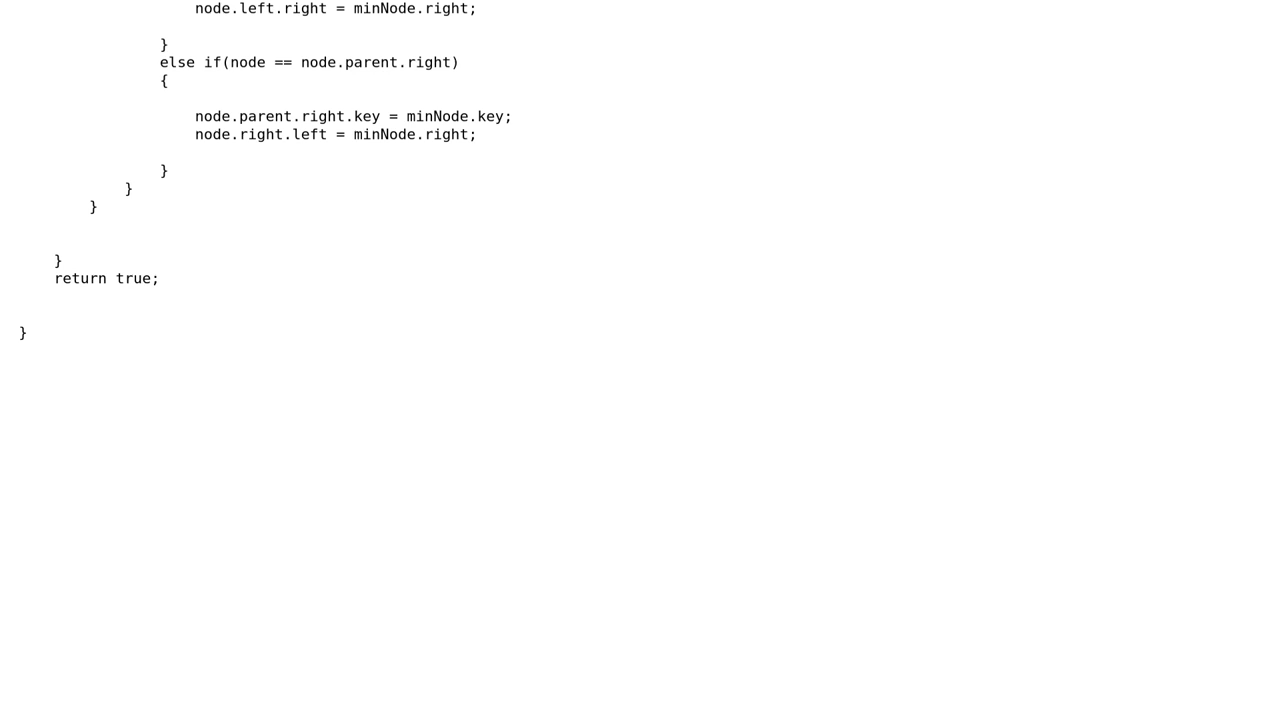 node.left.right = minNode.right;
}
else if(node == node.parent.right)
{
node.parent.right.key = minNode.key;
node.right.left = minNode.right;
}
}
}
}
return true;
}